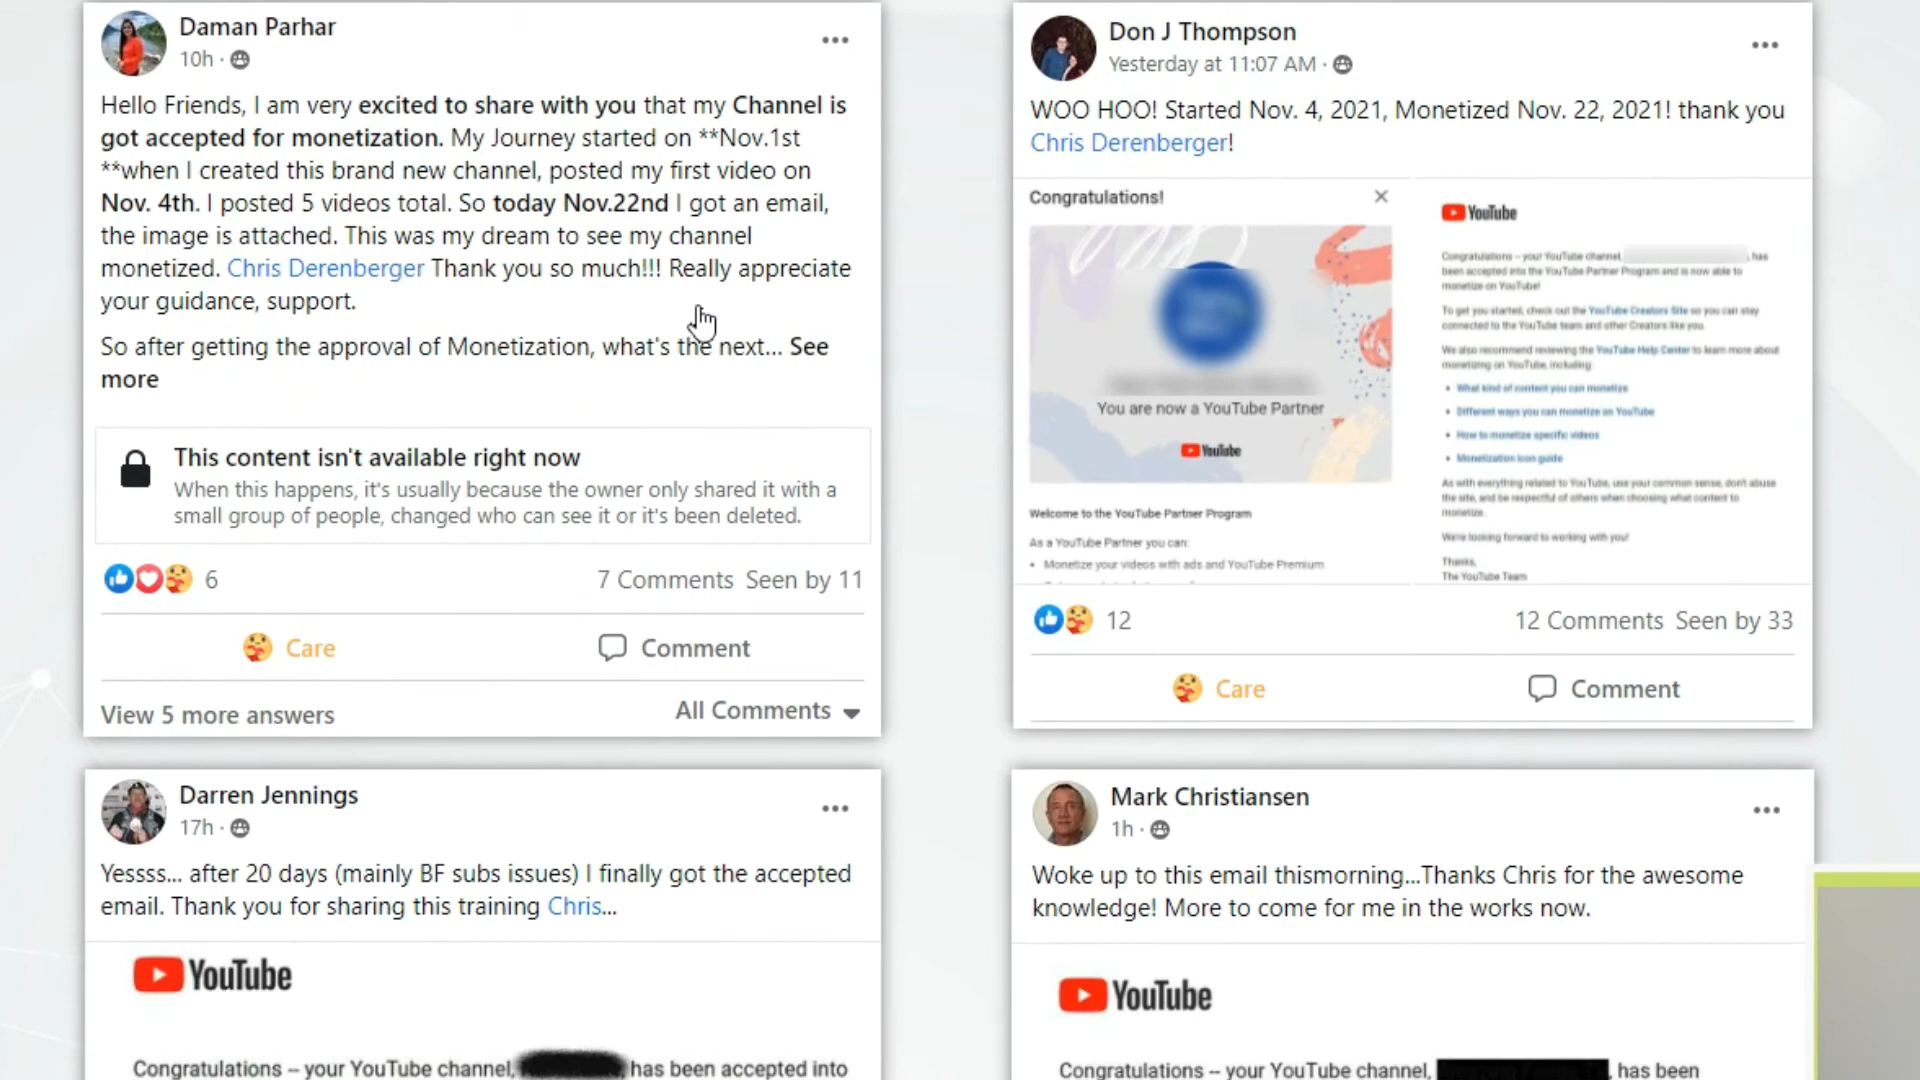 Daman Parhar
10h ·
Hello Friends, I am very excited to share with you that my Channel is
got accepted for monetization. My Journey started on **Nov.1st
**when I created this brand new channel, posted my first video on
Nov. 4th. I posted 5 videos total. So today Nov.22nd I got an email,
the image is attached. This was my dream to see my channel
monetized. Chris Derenberger Thank you so much!!! Really appreciate
your guidance, support.
So after getting the approval of Monetization, what's the next... See
more
This content isn't available right now
When this happens, it's usually because the owner only shared it with a
small group of people, changed who can see it or it's been deleted.
6
7 Comments Seen by 11
Care
Comment
View 5 more answers
All Comments
Don J Thompson
Yesterday at 11:07 AM ·
WOO HOO! Started Nov. 4, 2021, Monetized Nov. 22, 2021! thank you
Chris Derenberger!
Congratulations!
You are now a YouTube Partner
YouTube
Welcome to the YouTube Partner Program
As a YouTube Partner you can:
• Monetize your videos with ads and YouTube Premium
YouTube
Congratulations – your YouTube channel, , has
been accepted into the YouTube Partner Program and is now able to
monetize on YouTube!
To get you started, check out the YouTube Creators Site so you can stay
connected to the YouTube team and other Creators like you.
We also recommend reviewing the YouTube Help Center to learn more about
monetizing on YouTube, including:
• What kind of content you can monetize
• Different ways you can monetize on YouTube
• How to monetize specific videos
• Monetization icon guide
As with everything related to YouTube, use your common sense, don't abuse
the site, and be respectful of others when choosing what content to
monetize.
We're looking forward to working with you!
Thanks,
The YouTube Team
12
12 Comments Seen by 33
Care
Comment
Darren Jennings
17h ·
Yessss... after 20 days (mainly BF subs issues) I finally got the accepted
email. Thank you for sharing this training Chris...
YouTube
Congratulations – your YouTube channel, , has been accepted into
Mark Christiansen
1h ·
Woke up to this email thismorning...Thanks Chris for the awesome
knowledge! More to come for me in the works now.
YouTube
Congratulations – your YouTube channel, , has been